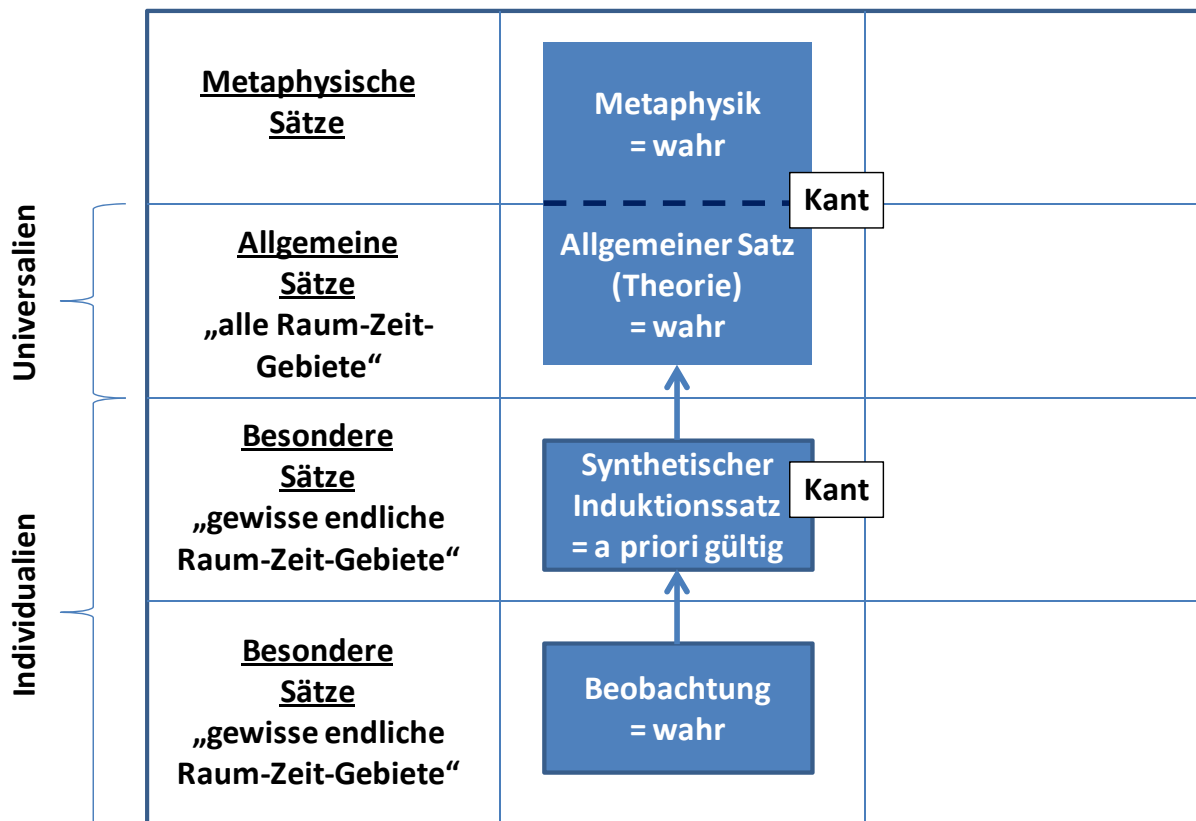 Universalien
Individualien
Metaphysische
Sätze
Metaphysik
= wahr
Kant
Allgemeine
Sätze
„alle Raum-Zeit-
Gebiete“
Allgemeiner Satz
(Theorie)
= wahr
Besondere
Sätze
„gewisse endliche
Raum-Zeit-Gebiete“
Synthetischer
Induktionssatz
= a priori gültig
Kant
Besondere
Sätze
„gewisse endliche
Raum-Zeit-Gebiete“
Beobachtung
= wahr